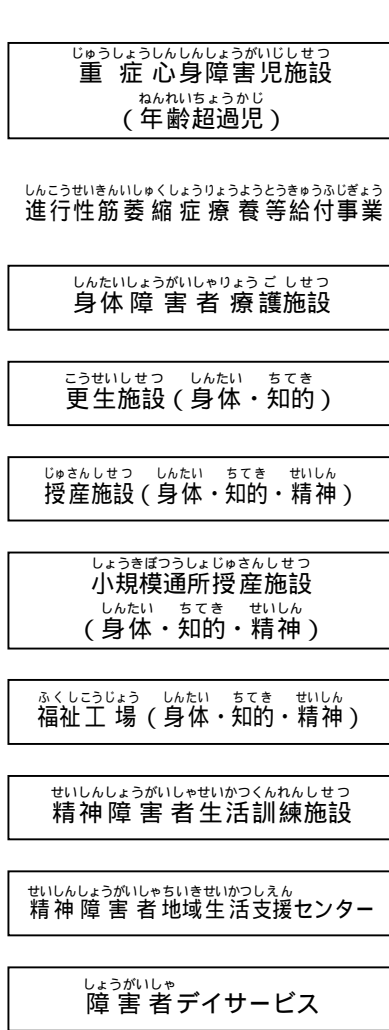 じゅうしょうしんしんしょうがいじしせつ
重症心身障害児施設
ねんれいちょうかじ
(年齢超過児)
しんこうせいきんいしゅくしょうりょうようとうきゅうふじぎょう
進行性筋萎縮症療養等給付事業
しんたいしょうがいしゃりょうごしせつ
身体障害者療護施設
こうせいしせつ しんたい ちてき
更生施設(身体・知的)
じゅさんしせつ しんたい ちてき せいしん
授産施設(身体・知的・精神)
しょうきぼつうしょじゅさんしせつ
小規模通所授産施設
しんたい ちてき せいしん
(身体・知的・精神)
ふくしこうじょう しんたい ちてき せいしん
福祉工場(身体・知的・精神)
せいしんしょうがいしゃせいかつくんれんしせつ
精神障害者生活訓練施設
せいしんしょうがいしゃちいきせいかつしえん
精神障害者地域生活支援センター
しょうがいしゃ
障害者デイサービス